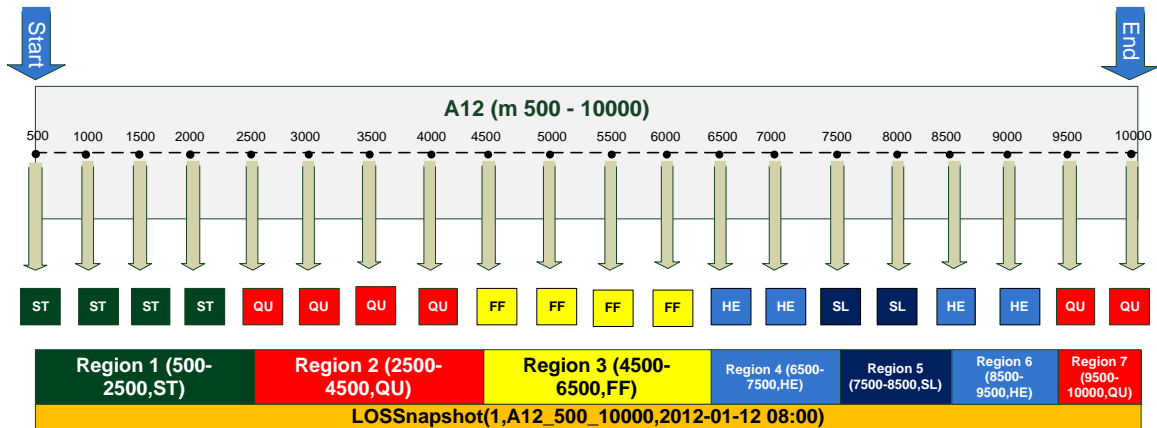 Start
End
A12 (m 500 - 10000)
500 1000 1500 2000 2500 3000 3500 4000 4500 5000 5500 6000 6500 7000 7500 8000 8500 9000 9500 10000
ST ST ST ST QU QU QU QU FF FF FF FF HE HE SL SL HE HE QU QU
Region 1 (500-
2500,ST)
Region 2 (2500-
4500,QU)
Region 3 (4500-
6500,FF)
Region 4 (6500-
7500,HE)
Region 5
(7500-8500,SL)
Region 6
(8500-
9500,HE)
Region 7
(9500-
10000,QU)
LOSSnapshot(1,A12_500_10000,2012-01-12 08:00)